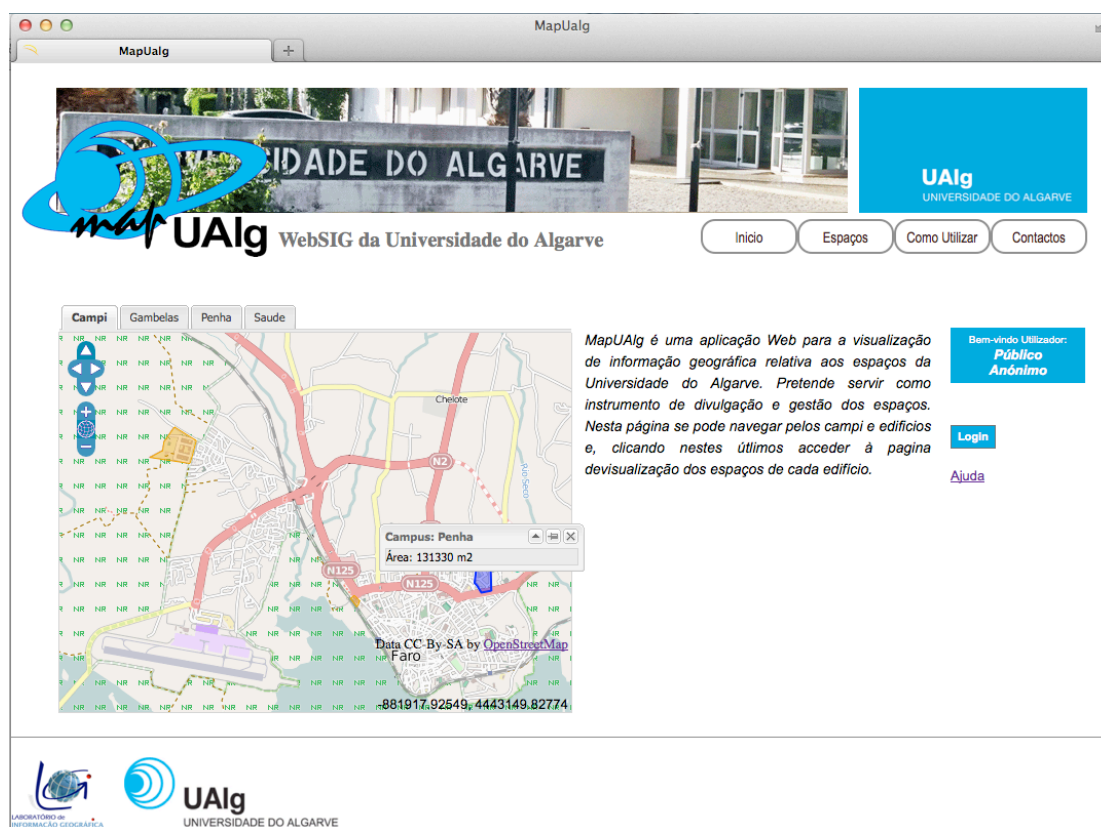 MapUalg
MapUalg
DADE DO ALGARVE
map UAlg
WebSIG da Universidade do Algarve
UAlg
UNIVERSIDADE DO ALGARVE
Inicio
Espaços
Como Utilizar
Contactos
Campi
Gambelas
Penha
Saude
MapUAlg é uma aplicação Web para a visualização
de informação geográfica relativa aos espaços da
Universidade do Algarve. Pretende servir como
instrumento de divulgação e gestão dos espaços.
Nesta página se pode navegar pelos campi e edificios
e, clicando nestes útlimos acceder à pagina
devisualização dos espaços de cada edifício.
Bem-vindo Utilizador:
Público
Anónimo
Login
Ajuda
Chelote
N2
Rio Seco
Campus: Penha
Área: 131330 m2
N125
N125
NR
Data CC-By-SA by OpenStreetMap
Faro
-881917.92549, 4443149.82774
LABORATÓRIO de
INFORMAÇÃO GEOGRÁFICA
UAlg
UNIVERSIDADE DO ALGARVE